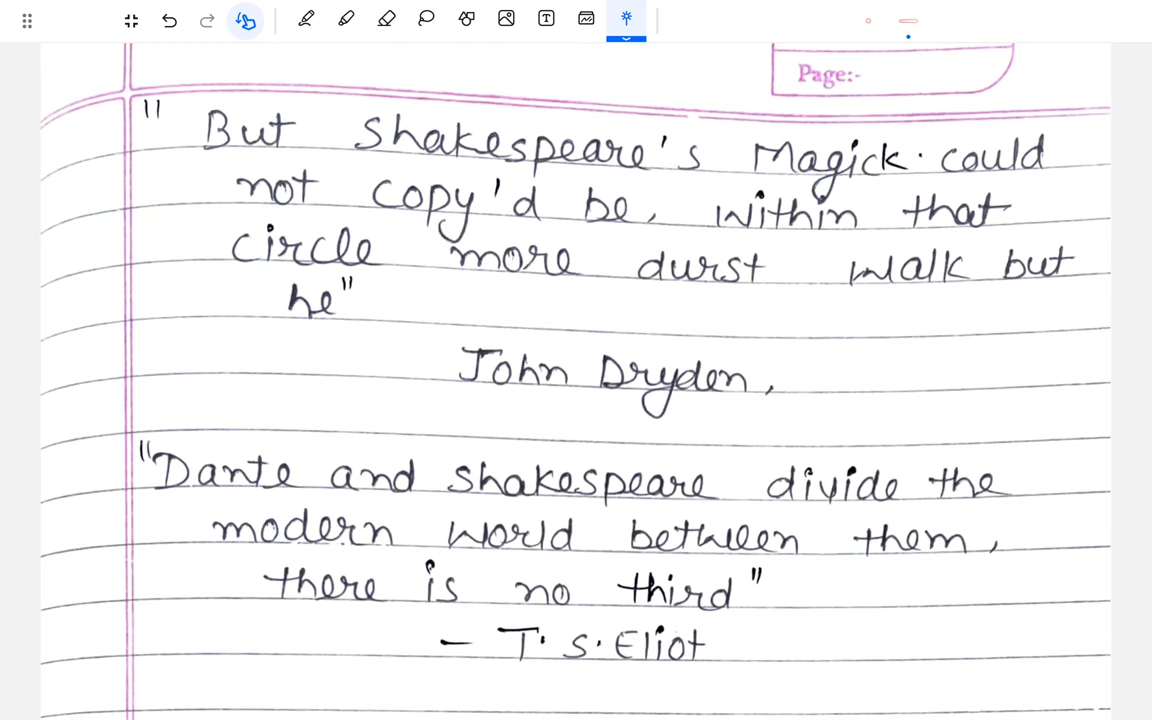 Page:-
" But Shakespeare's Magick. could
not copy'd be, within that
circle more durst walk but
he"
John Dryden,
"Dante and Shakespeare divide the
modern world between them,
there is no third"
- T. S. Eliot